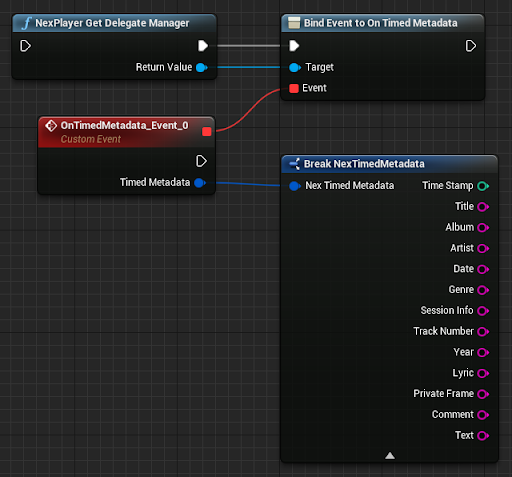 NexPlayer Get Delegate Manager
Return Value
Bind Event to On Timed Metadata
Target
Event
OnTimedMetadata_Event_0
Custom Event
Timed Metadata
Break NexTimedMetadata
Nex Timed Metadata
Time Stamp
Title
Album
Artist
Date
Genre
Session Info
Track Number
Year
Lyric
Private Frame
Comment
Text